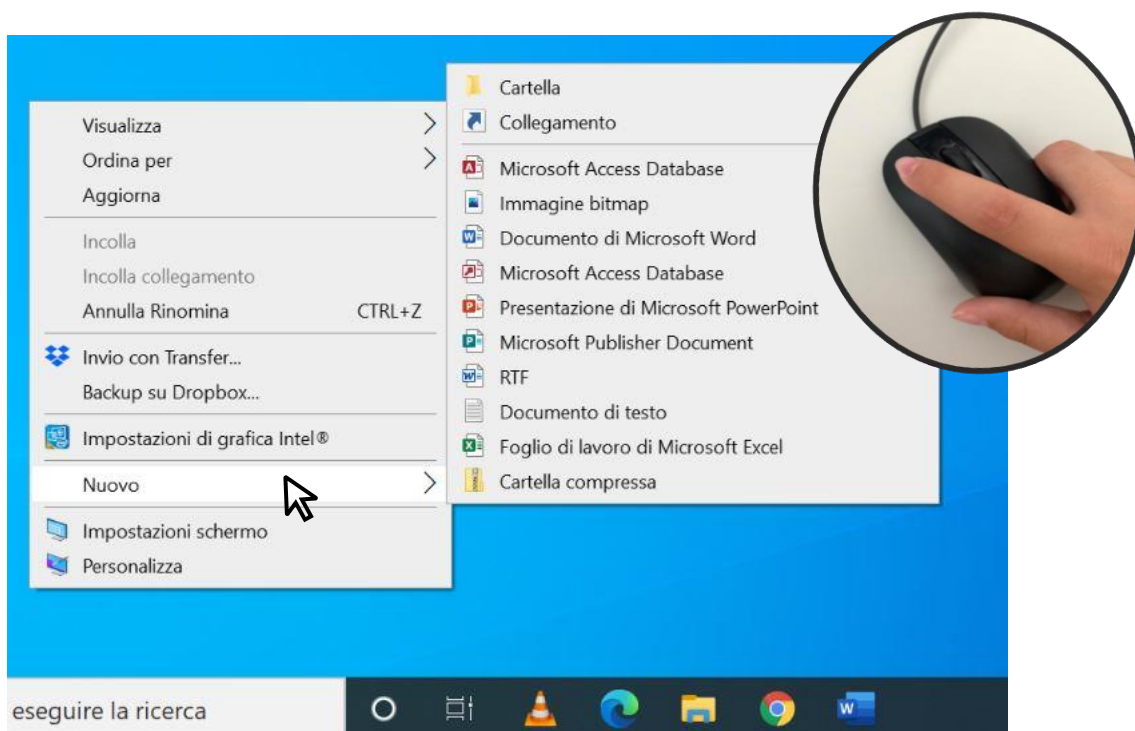 Visualizza
Ordina per
Aggiorna
Incolla
Incolla collegamento
Annulla Rinomina CTRL+Z
Invio con Transfer...
Backup su Dropbox...
Impostazioni di grafica Intel®
Nuovo
Impostazioni schermo
Personalizza
Cartella
Collegamento
Microsoft Access Database
Immagine bitmap
Documento di Microsoft Word
Microsoft Access Database
Presentazione di Microsoft PowerPoint
Microsoft Publisher Document
RTF
Documento di testo
Foglio di lavoro di Microsoft Excel
Cartella compressa
eseguire la ricerca